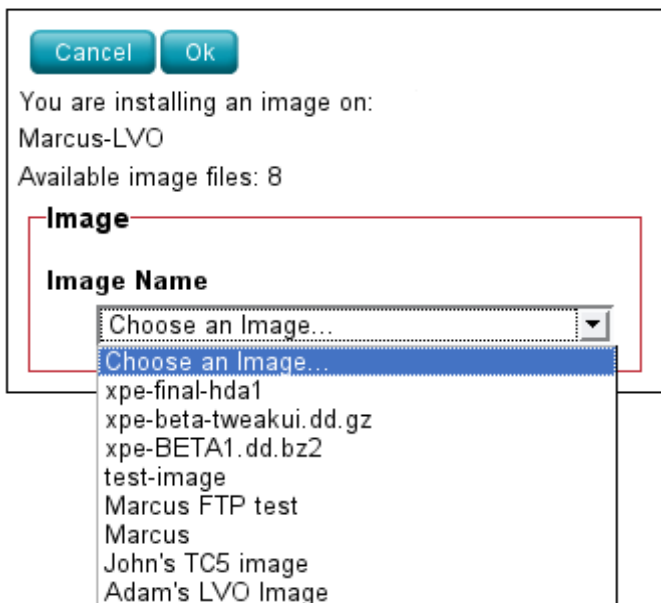 Cancel Ok
You are installing an image on:
Marcus-LVO
Available image files: 8
Image
Image Name
Choose an Image...
Choose an Image...
xpe-final-hda1
xpe-beta-tweakui.dd.gz
xpe-BETA1.dd.bz2
test-image
Marcus FTP test
Marcus
John's TC5 image
Adam's LVO Image